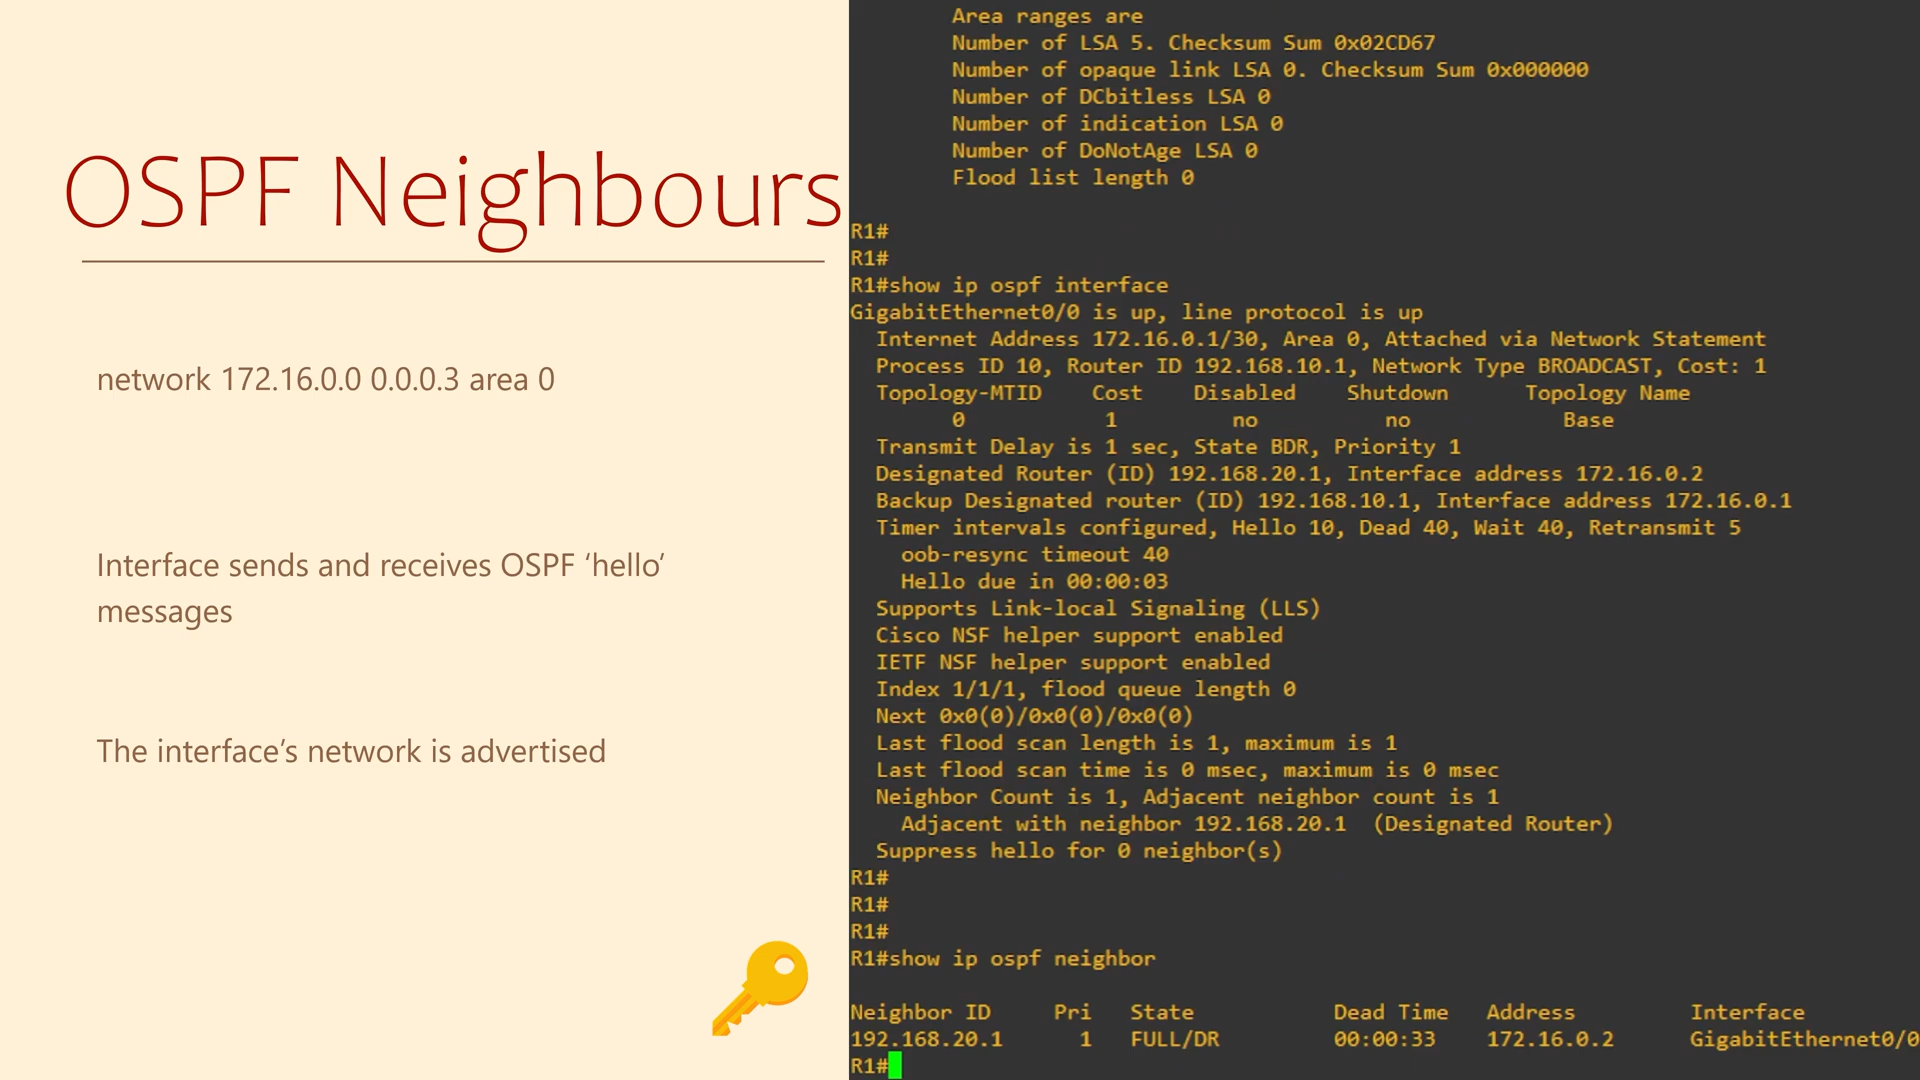 OSPF Neighbours
network 172.16.0.0 0.0.0.3 area 0
Interface sends and receives OSPF ‘hello’
messages
The interface’s network is advertised
Area ranges are
Number of LSA 5. Checksum Sum 0x02CD67
Number of opaque link LSA 0. Checksum Sum 0x000000
Number of DCbitless LSA 0
Number of indication LSA 0
Number of DoNotAge LSA 0
Flood list length 0
R1#
R1#
R1#show ip ospf interface
GigabitEthernet0/0 is up, line protocol is up
Internet Address 172.16.0.1/30, Area 0, Attached via Network Statement
Process ID 10, Router ID 192.168.10.1, Network Type BROADCAST, Cost: 1
Topology-MTID Cost Disabled Shutdown Topology Name
0 1 no no Base
Transmit Delay is 1 sec, State BDR, Priority 1
Designated Router (ID) 192.168.20.1, Interface address 172.16.0.2
Backup Designated router (ID) 192.168.10.1, Interface address 172.16.0.1
Timer intervals configured, Hello 10, Dead 40, Wait 40, Retransmit 5
oob-resync timeout 40
Hello due in 00:00:03
Supports Link-local Signaling (LLS)
Cisco NSF helper support enabled
IETF NSF helper support enabled
Index 1/1/1, flood queue length 0
Next 0x0(0)/0x0(0)/0x0(0)
Last flood scan length is 1, maximum is 1
Last flood scan time is 0 msec, maximum is 0 msec
Neighbor Count is 1, Adjacent neighbor count is 1
Adjacent with neighbor 192.168.20.1 (Designated Router)
Suppress hello for 0 neighbor(s)
R1#
R1#
R1#
R1#show ip ospf neighbor
Neighbor ID Pri State Dead Time Address Interface
192.168.20.1 1 FULL/DR 00:00:33 172.16.0.2 GigabitEthernet0/0
R1#